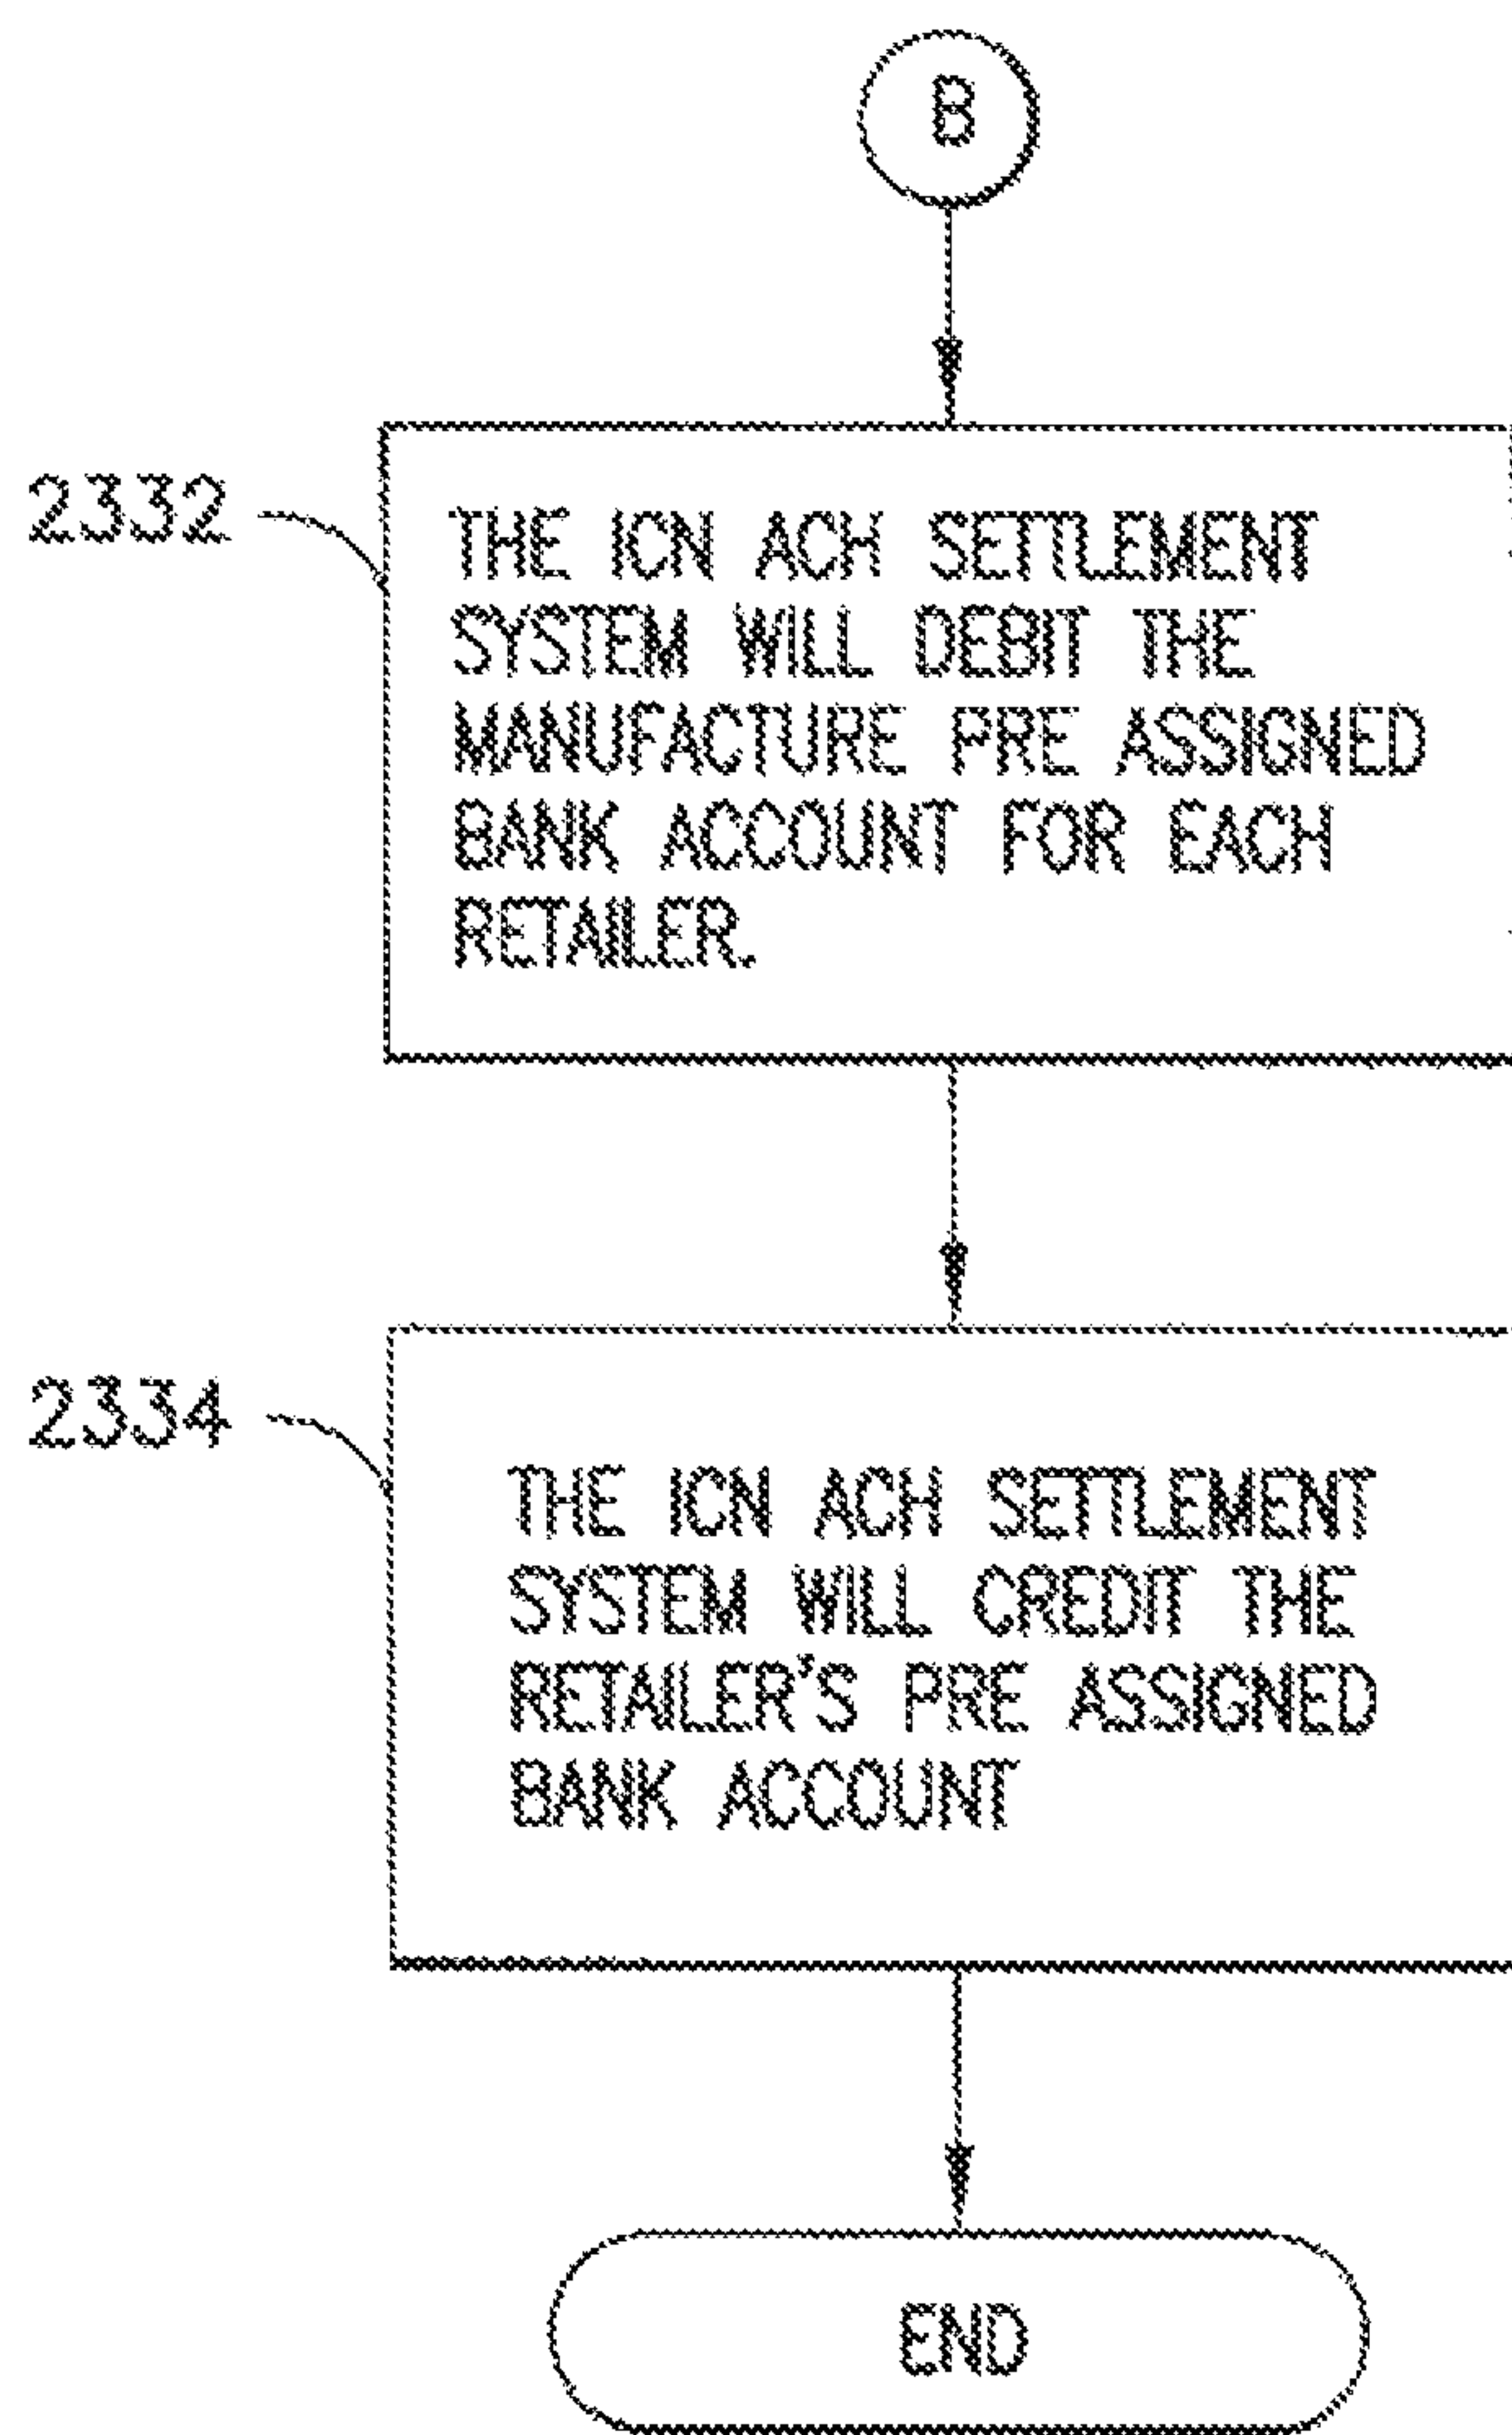 B
2332
THE ICN ACH SETTLEMENT
SYSTEM WILL DEBIT THE
MANUFACTURE PRE ASSIGNED
BANK ACCOUNT FOR EACH
RETAILER.
2334
THE ICN ACH SETTLEMENT
SYSTEM WILL CREDIT THE
RETAILER'S PRE ASSIGNED
BANK ACCOUNT
END